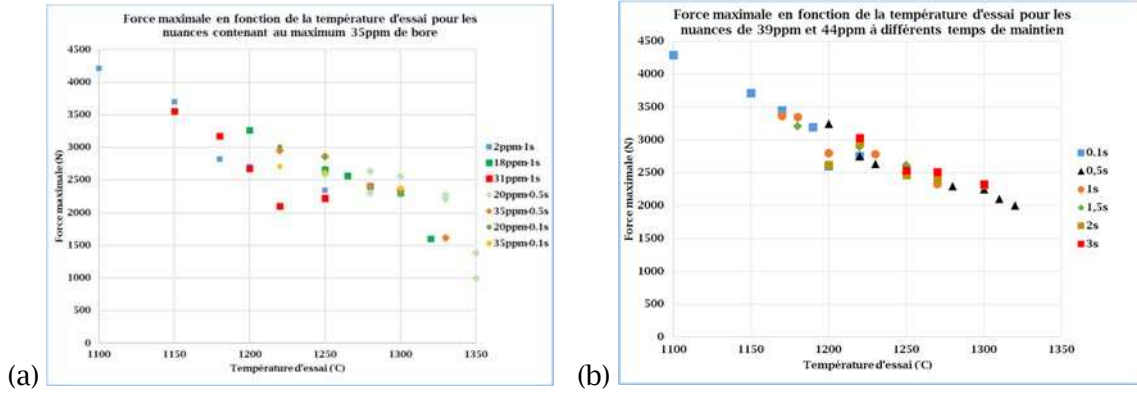 Force maximale en fonction de la température d'essai pour les
nuances contenant au maximum 35ppm de bore
Force maximale (N)
4500
4000
3500
3000
2500
2000
1500
1000
500
0
1100 1150 1200 1250 1300 1350
Température d'essai (°C)
2ppm-1s
18ppm-1s
31ppm-1s
20ppm-0.5s
35ppm-0.5s
20ppm-0.1s
35ppm-0.1s
(a)
Force maximale en fonction de la température d'essai pour les
nuances de 39ppm et 44ppm à différents temps de maintien
Force maximale (N)
4500
4000
3500
3000
2500
2000
1500
1000
500
0
1100 1150 1200 1250 1300 1350
Température d'essai (°C)
0.1s
0,5s
1s
1,5s
2s
3s
(b)